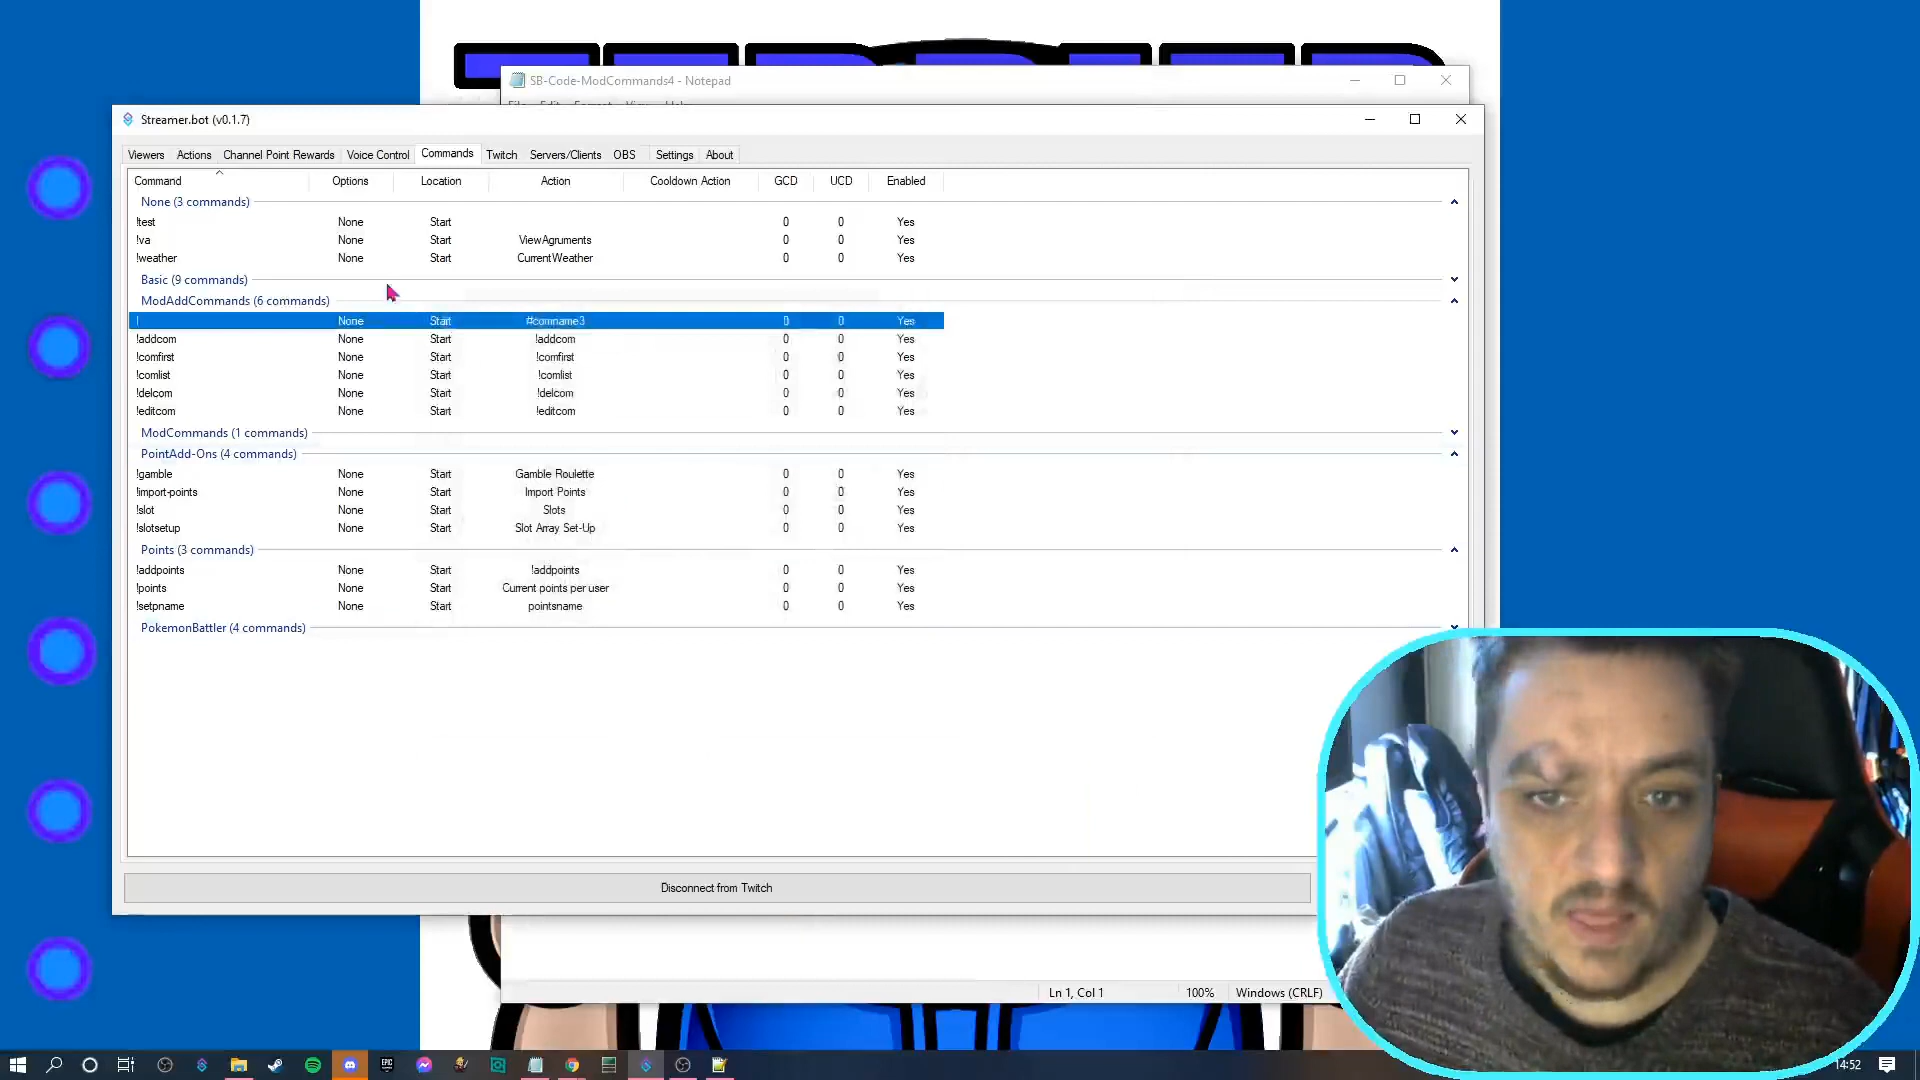 SB-Code-ModCommands4 - Notepad
Streamer.bot (v0.1.7)
Viewers Actions Channel Point Rewards Voice Control Commands Twitch Servers/Clients OBS Settings About
Command Options Location Action Cooldown Action GCD UCD Enabled
None (3 commands)
!test None Start 0 0 Yes
!va None Start ViewAgruments 0 0 Yes
!weather None Start CurrentWeather 0 0 Yes
Basic (9 commands)
ModAddCommands (6 commands)
! None Start #comname3 0 0 Yes
!addcom None Start !addcom 0 0 Yes
!comfirst None Start !comfirst 0 0 Yes
!comlist None Start !comlist 0 0 Yes
!delcom None Start !delcom 0 0 Yes
!editcom None Start !editcom 0 0 Yes
ModCommands (1 commands)
PointAdd-Ons (4 commands)
!gamble None Start Gamble Roulette 0 0 Yes
!import-points None Start Import Points 0 0 Yes
!slot None Start Slots 0 0 Yes
!slotsetup None Start Slot Array Set-Up 0 0 Yes
Points (3 commands)
!addpoints None Start !addpoints 0 0 Yes
!points None Start Current points per user 0 0 Yes
!setpname None Start pointsname 0 0 Yes
PokemonBattler (4 commands)
Disconnect from Twitch
Ln 1, Col 1 100% Windows (CRLF)
EPIC
14:52